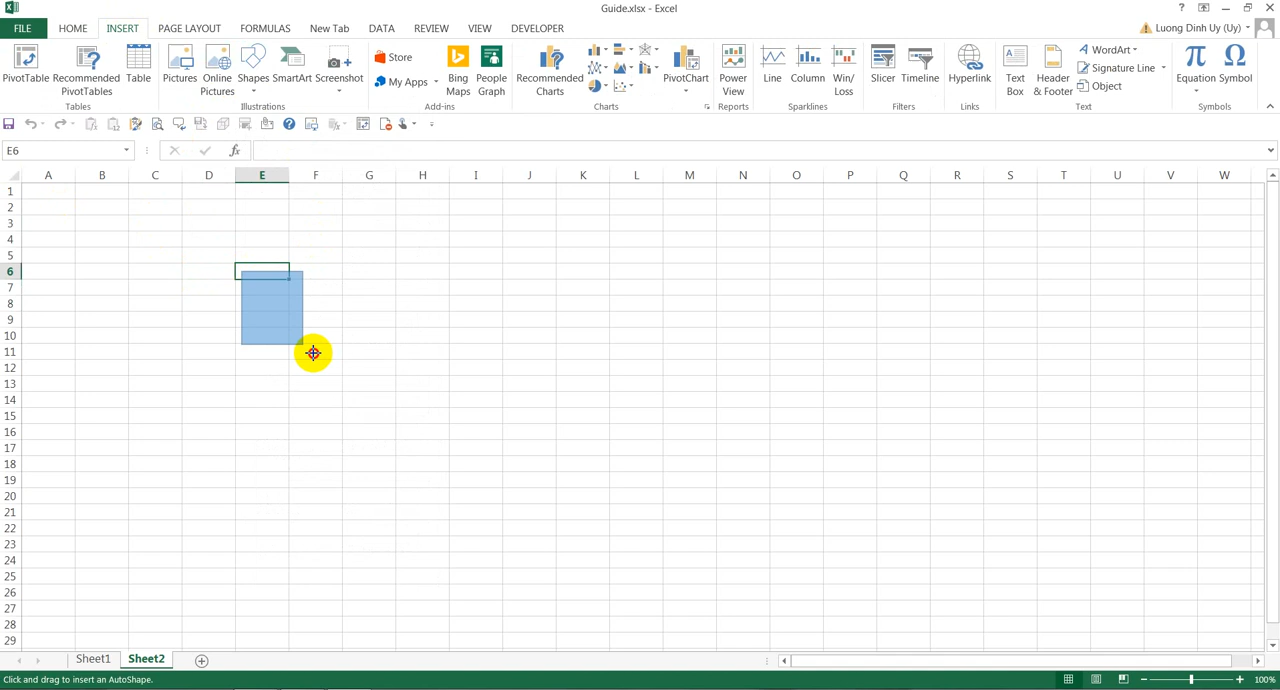 Guide.xlsx - Excel
FILE HOME INSERT PAGE LAYOUT FORMULAS New Tab DATA REVIEW VIEW DEVELOPER Luong Dinh Uy (Uy)
PivotTable Recommended PivotTables Table
Tables
Pictures Online Pictures Shapes SmartArt Screenshot
Illustrations
Store
My Apps
Bing Maps People Graph
Add-ins
Recommended Charts
PivotChart
Charts
Power View
Reports
Line Column Win/Loss
Sparklines
Slicer Timeline
Filters
Hyperlink
Links
Text Box Header & Footer
WordArt
Signature Line
Object
Text
Equation Symbol
Symbols
E6
fx
A B C D E F G H I J K L M N O P Q R S T U V W
1
2
3
4
5
6
7
8
9
10
11
12
13
14
15
16
17
18
19
20
21
22
23
24
25
26
27
28
29
Sheet1 Sheet2
Click and drag to insert an AutoShape. 100%